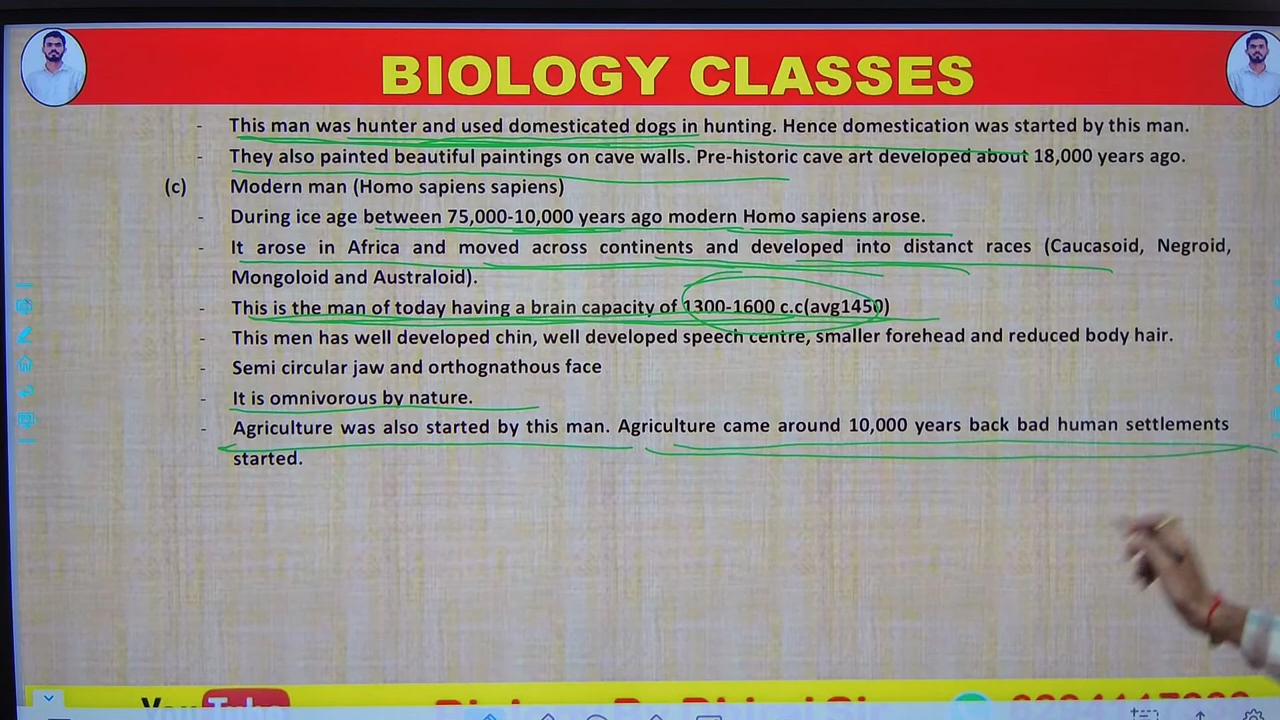 BIOLOGY CLASSES
- This man was hunter and used domesticated dogs in hunting. Hence domestication was started by this man.
- They also painted beautiful paintings on cave walls. Pre-historic cave art developed about 18,000 years ago.
(c) Modern man (Homo sapiens sapiens)
- During ice age between 75,000-10,000 years ago modern Homo sapiens arose.
- It arose in Africa and moved across continents and developed into distanct races (Caucasoid, Negroid,
Mongoloid and Australoid).
- This is the man of today having a brain capacity of 1300-1600 c.c(avg1450)
- This men has well developed chin, well developed speech centre, smaller forehead and reduced body hair.
- Semi circular jaw and orthognathous face
- It is omnivorous by nature.
- Agriculture was also started by this man. Agriculture came around 10,000 years back bad human settlements
started.